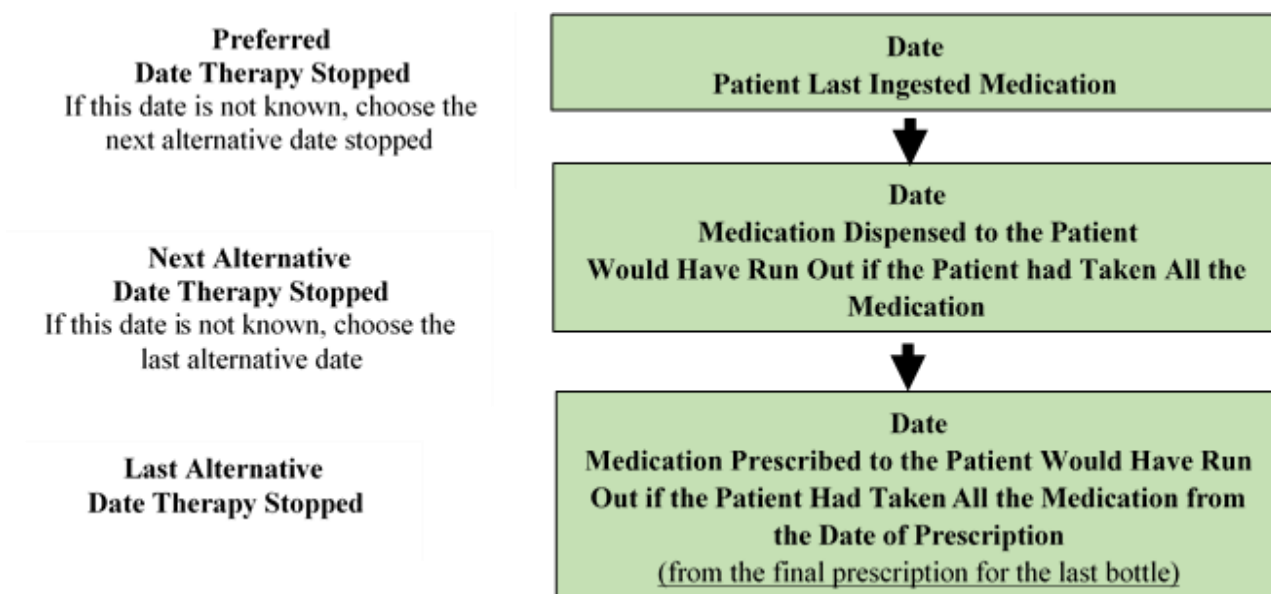 Preferred
Date Therapy Stopped
If this date is not known, choose the
next alternative date stopped
Date
Patient Last Ingested Medication
Next Alternative
Date Therapy Stopped
If this date is not known, choose the
last alternative date
Date
Medication Dispensed to the Patient
Would Have Run Out if the Patient had Taken All the
Medication
Last Alternative
Date Therapy Stopped
Date
Medication Prescribed to the Patient Would Have Run
Out if the Patient Had Taken All the Medication from
the Date of Prescription
(from the final prescription for the last bottle)